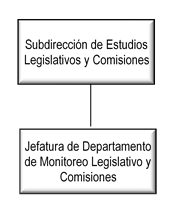 Subdirección de Estudios
Legislativos y Comisiones
Jefatura de Departamento
de Monitoreo Legislativo y
Comisiones